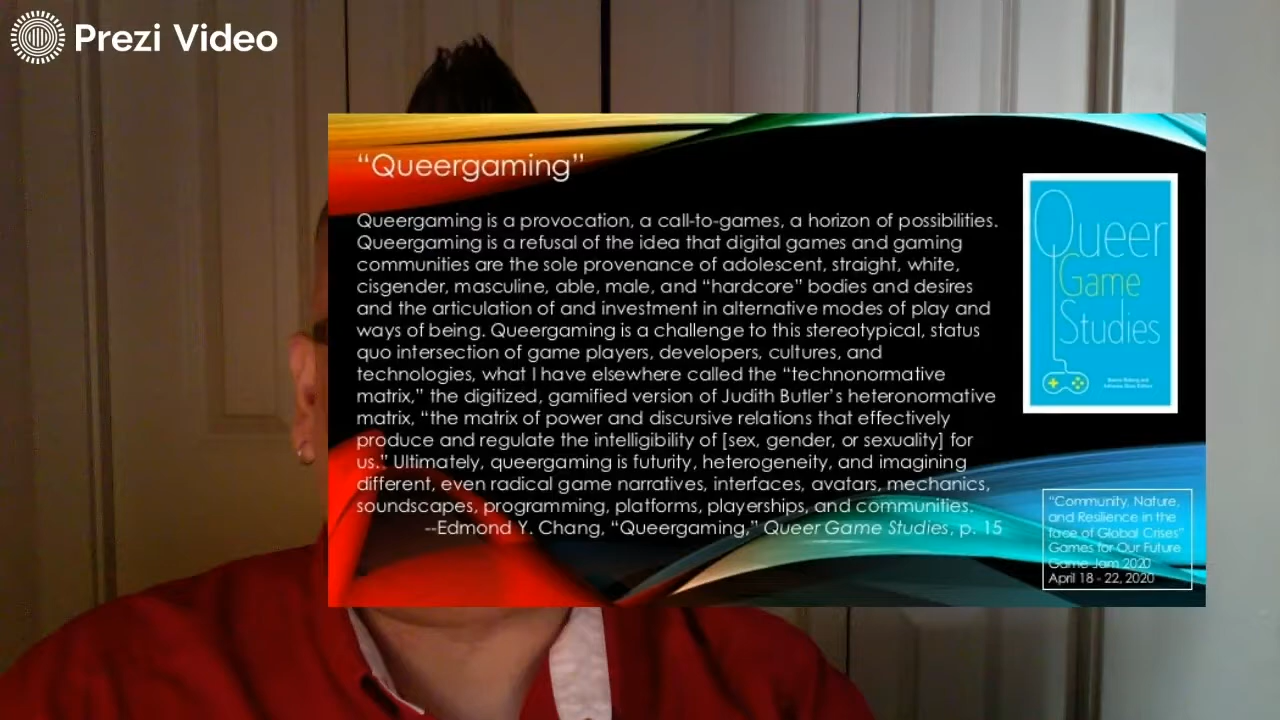 Prezi Video
“Queergaming”
Queergaming is a provocation, a call-to-games, a horizon of possibilities.
Queergaming is a refusal of the idea that digital games and gaming
communities are the sole provenance of adolescent, straight, white,
cisgender, masculine, able, male, and “hardcore” bodies and desires
and the articulation of and investment in alternative modes of play and
ways of being. Queergaming is a challenge to this stereotypical, status
quo intersection of game players, developers, cultures, and
technologies, what I have elsewhere called the “technonormative
matrix,” the digitized, gamified version of Judith Butler’s heteronormative
matrix, “the matrix of power and discursive relations that effectively
produce and regulate the intelligibility of [sex, gender, or sexuality] for
us.” Ultimately, queergaming is futurity, heterogeneity, and imagining
different, even radical game narratives, interfaces, avatars, mechanics,
soundscapes, programming, platforms, playerships, and communities.
--Edmond Y. Chang, “Queergaming,” Queer Game Studies, p. 15
Queer
Game
Studies
“Community, Nature,
and Resilience in the
face of Global Crises”
Games for Our Future
Game Jam 2020
April 18 - 22, 2020